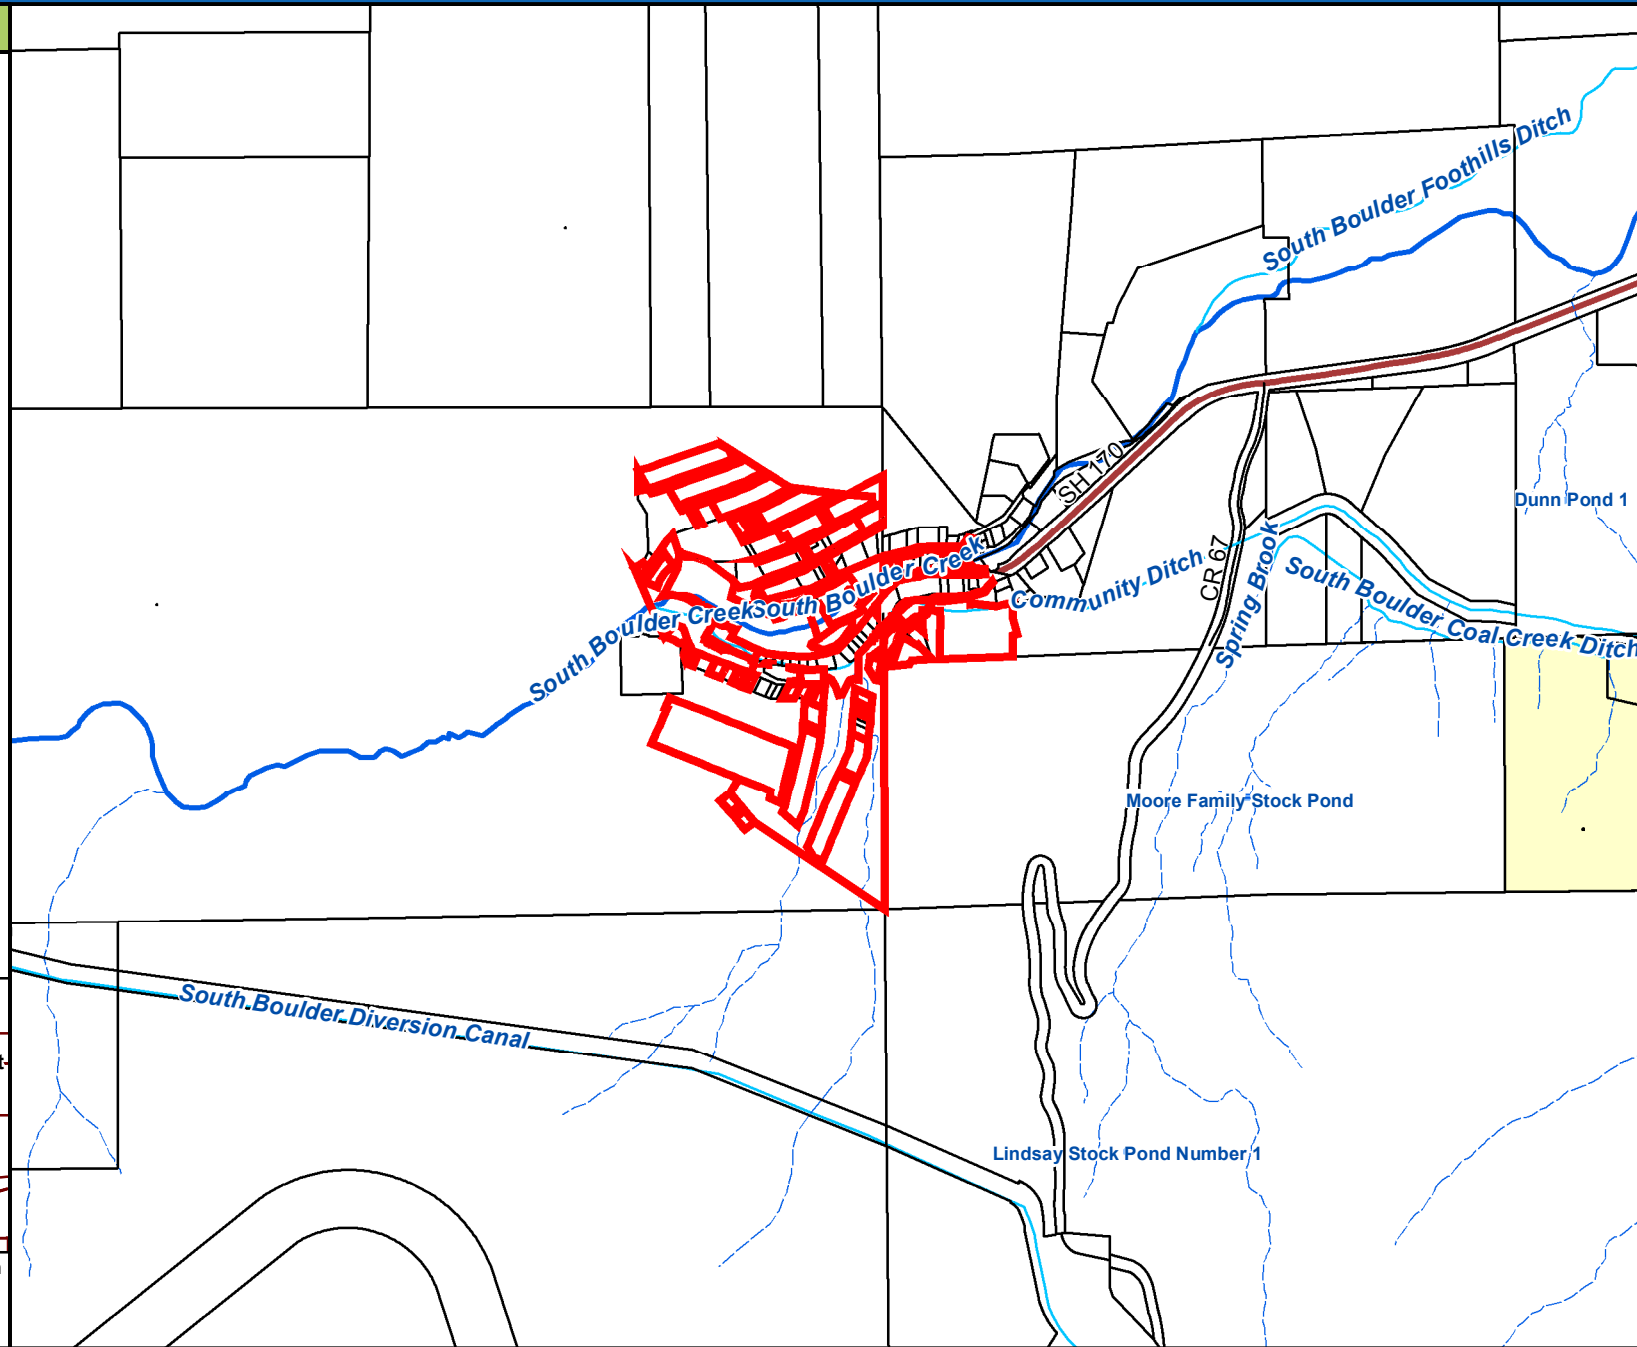 South Boulder Foothills Ditch
SH 170
Dunn Pond 1
South Boulder Creek
South Boulder Creek
Community Ditch
CR 67
Spring Brook
South Boulder Coal Creek Ditch
Moore Family Stock Pond
South Boulder Diversion Canal
Lindsay Stock Pond Number 1